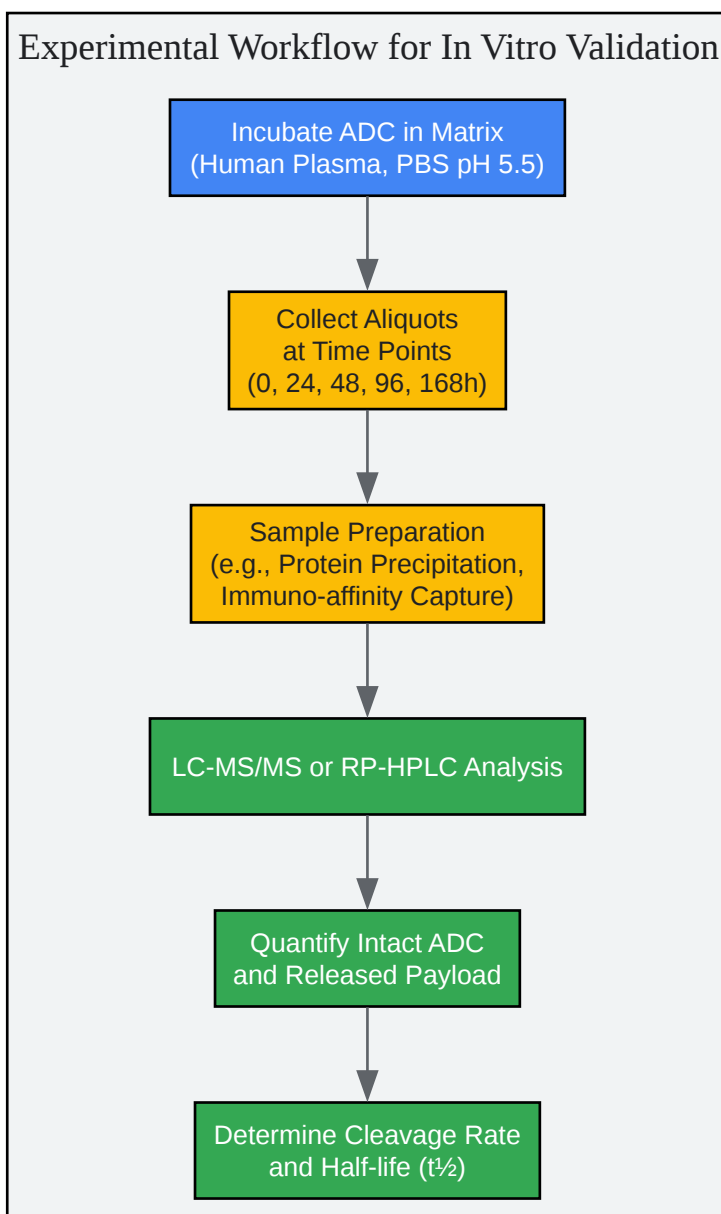 Experimental Workflow for In Vitro Validation
Incubate ADC in Matrix
(Human Plasma, PBS pH 5.5)
Collect Aliquots
at Time Points
(0, 24, 48, 96, 168h)
Sample Preparation
(e.g., Protein Precipitation,
Immuno-affinity Capture)
LC-MS/MS or RP-HPLC Analysis
Quantify Intact ADC
and Released Payload
Determine Cleavage Rate
and Half-life (t½)